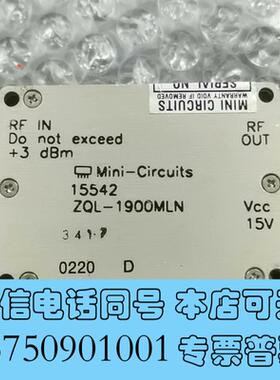 MINI CIRCUITS
WARRANTY VOID IF REMOVED
SERIAL NO.
RF IN
Do not exceed
+3 dBm
RF
OUT
Mini-Circuits
15542
ZQL-1900MLN
Vcc
15V
0220 D
信电话同号 本店可
750901001 专票普